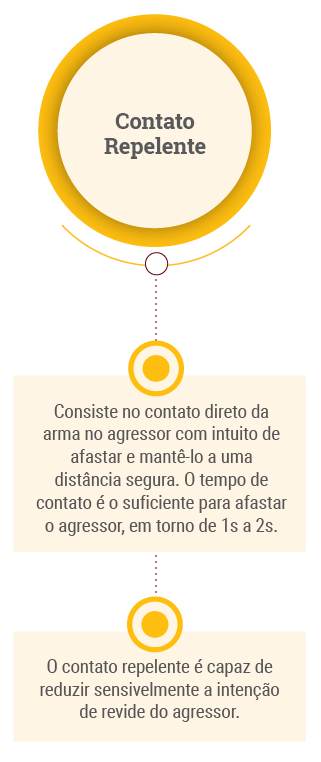 Contato
Repelente
Consiste no contato direto da
arma no agressor com intuito de
afastar e mantê-lo a uma
distância segura. O tempo de
contato é o suficiente para afastar
o agressor, em torno de 1s a 2s.
O contato repelente é capaz de
reduzir sensivelmente a intenção
de revide do agressor.